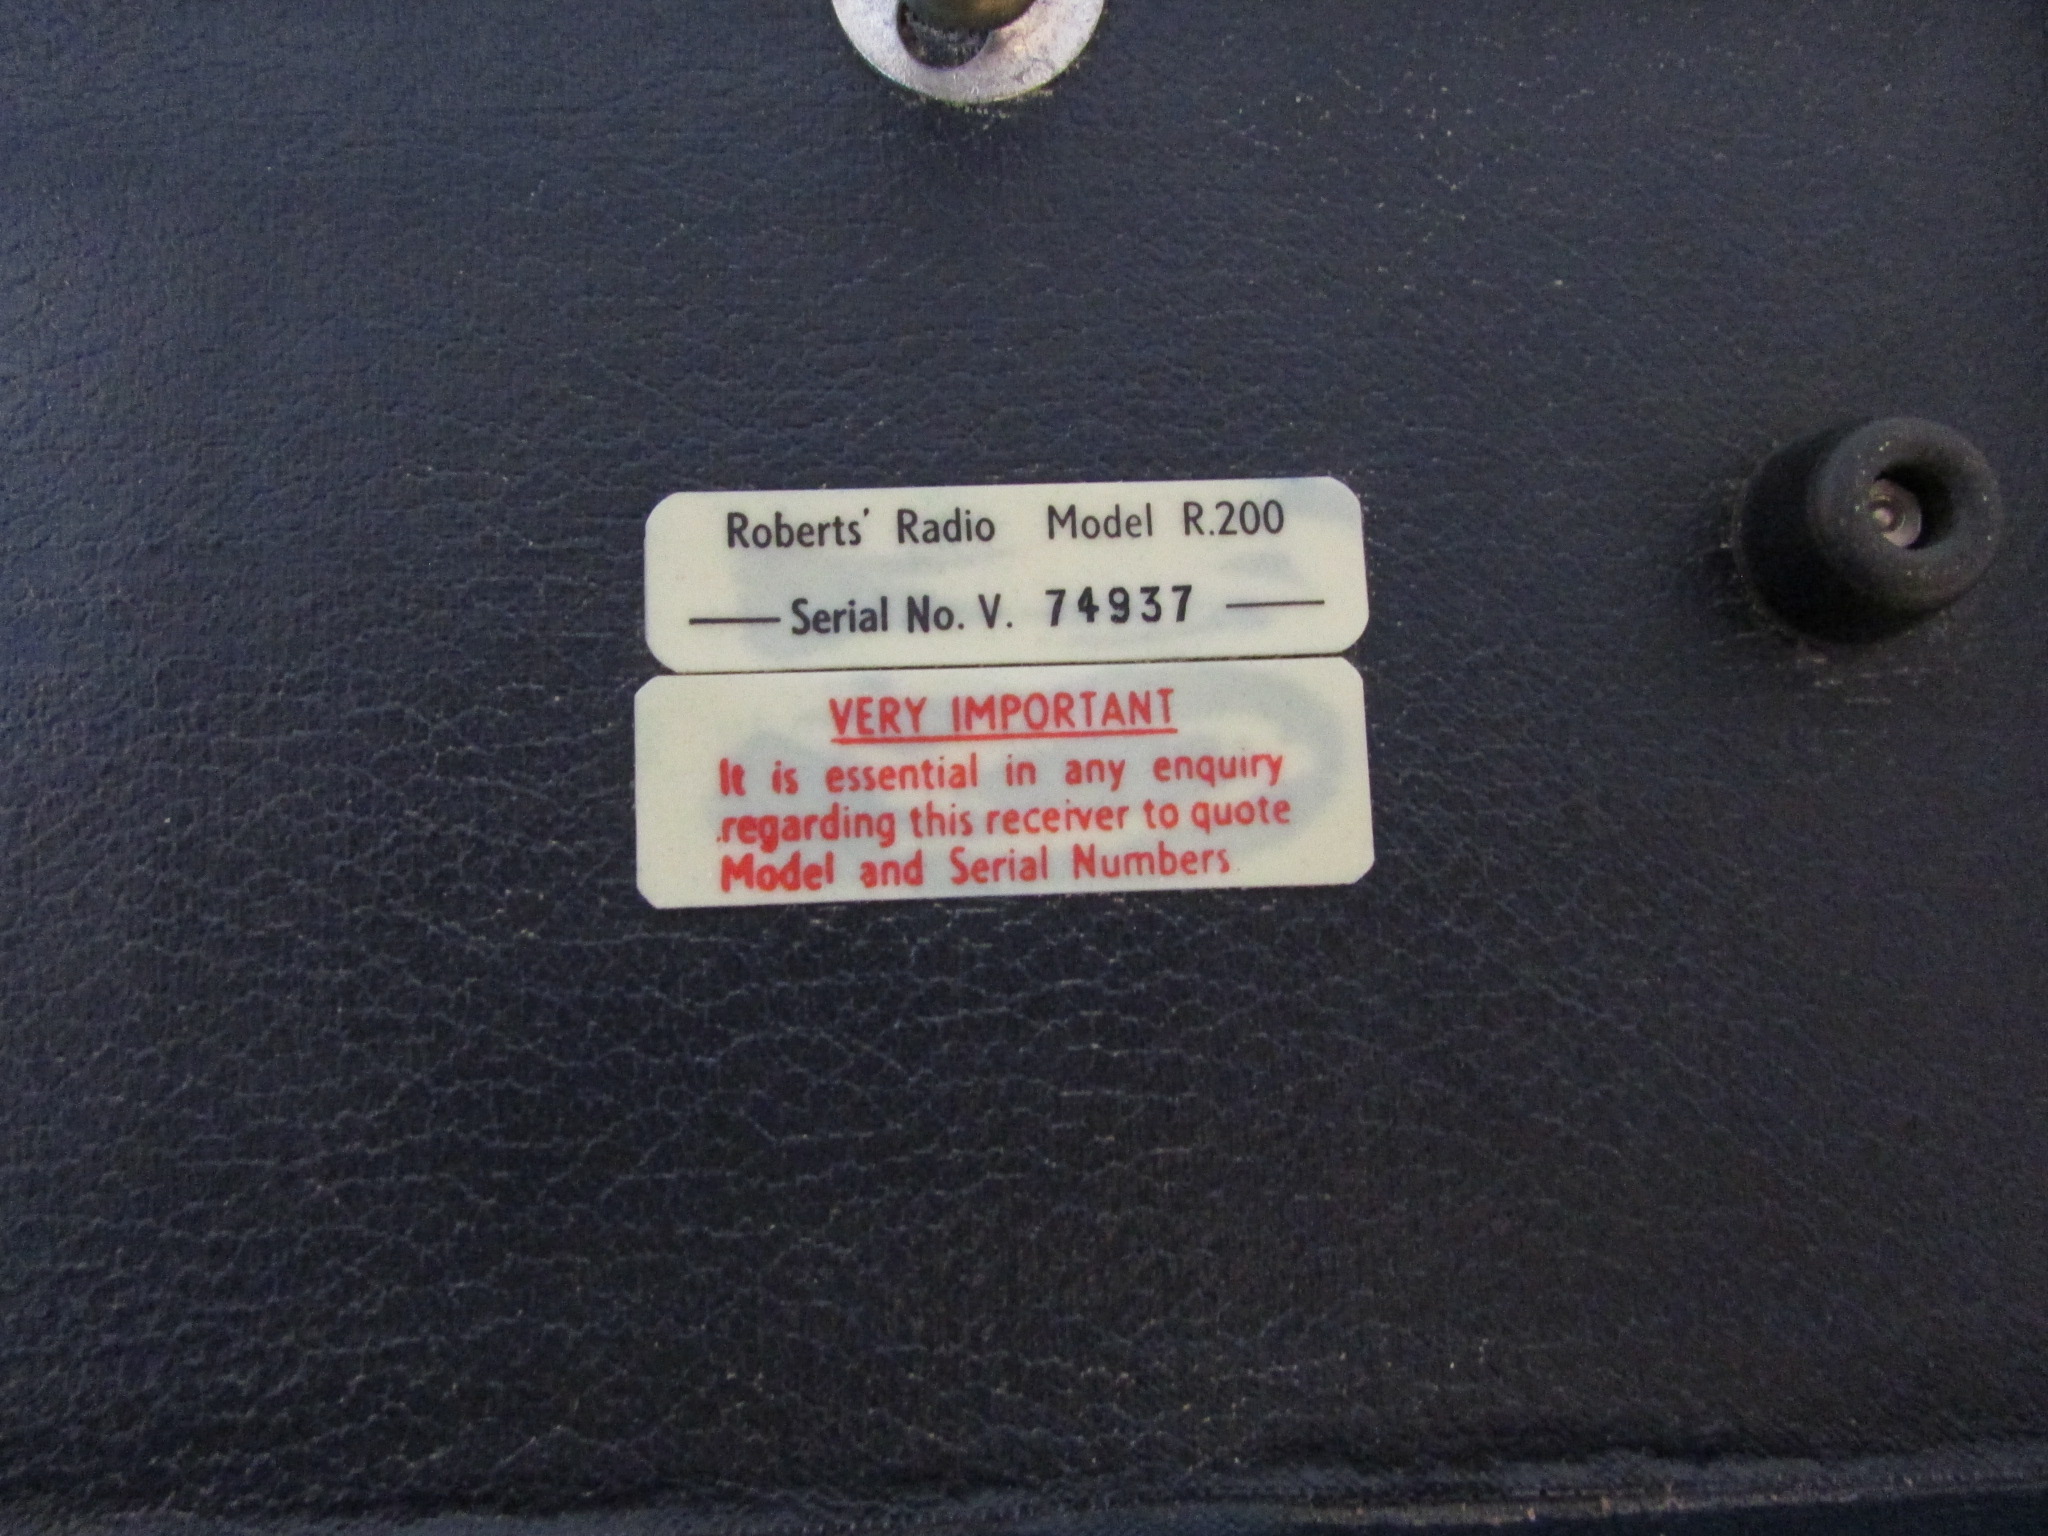 Roberts' Radio Model R.200
Serial No. V. 74937
VERY IMPORTANT
It is essential in any enquiry
regarding this receiver to quote
Model and Serial Numbers.